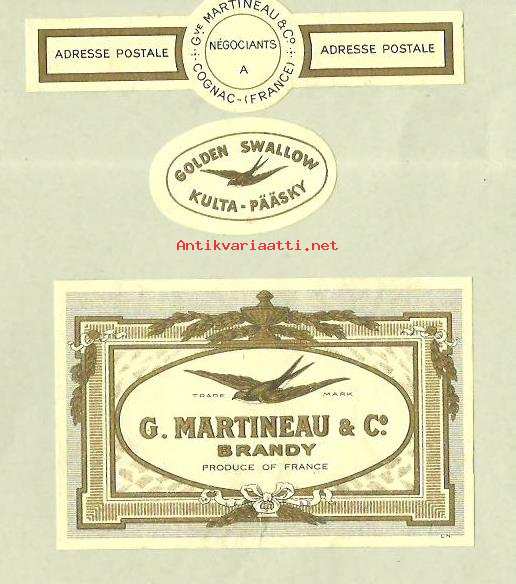 Gve MARTINEAU & Co
ADRESSE POSTALE
NÉGOCIANTS
A
ADRESSE POSTALE
COGNAC-(FRANCE)
GOLDEN SWALLOW
KULTA-PÄÄSKY
Antikvariaatti.net
TRADE MARK
G. MARTINEAU & Co.
BRANDY
PRODUCE OF FRANCE